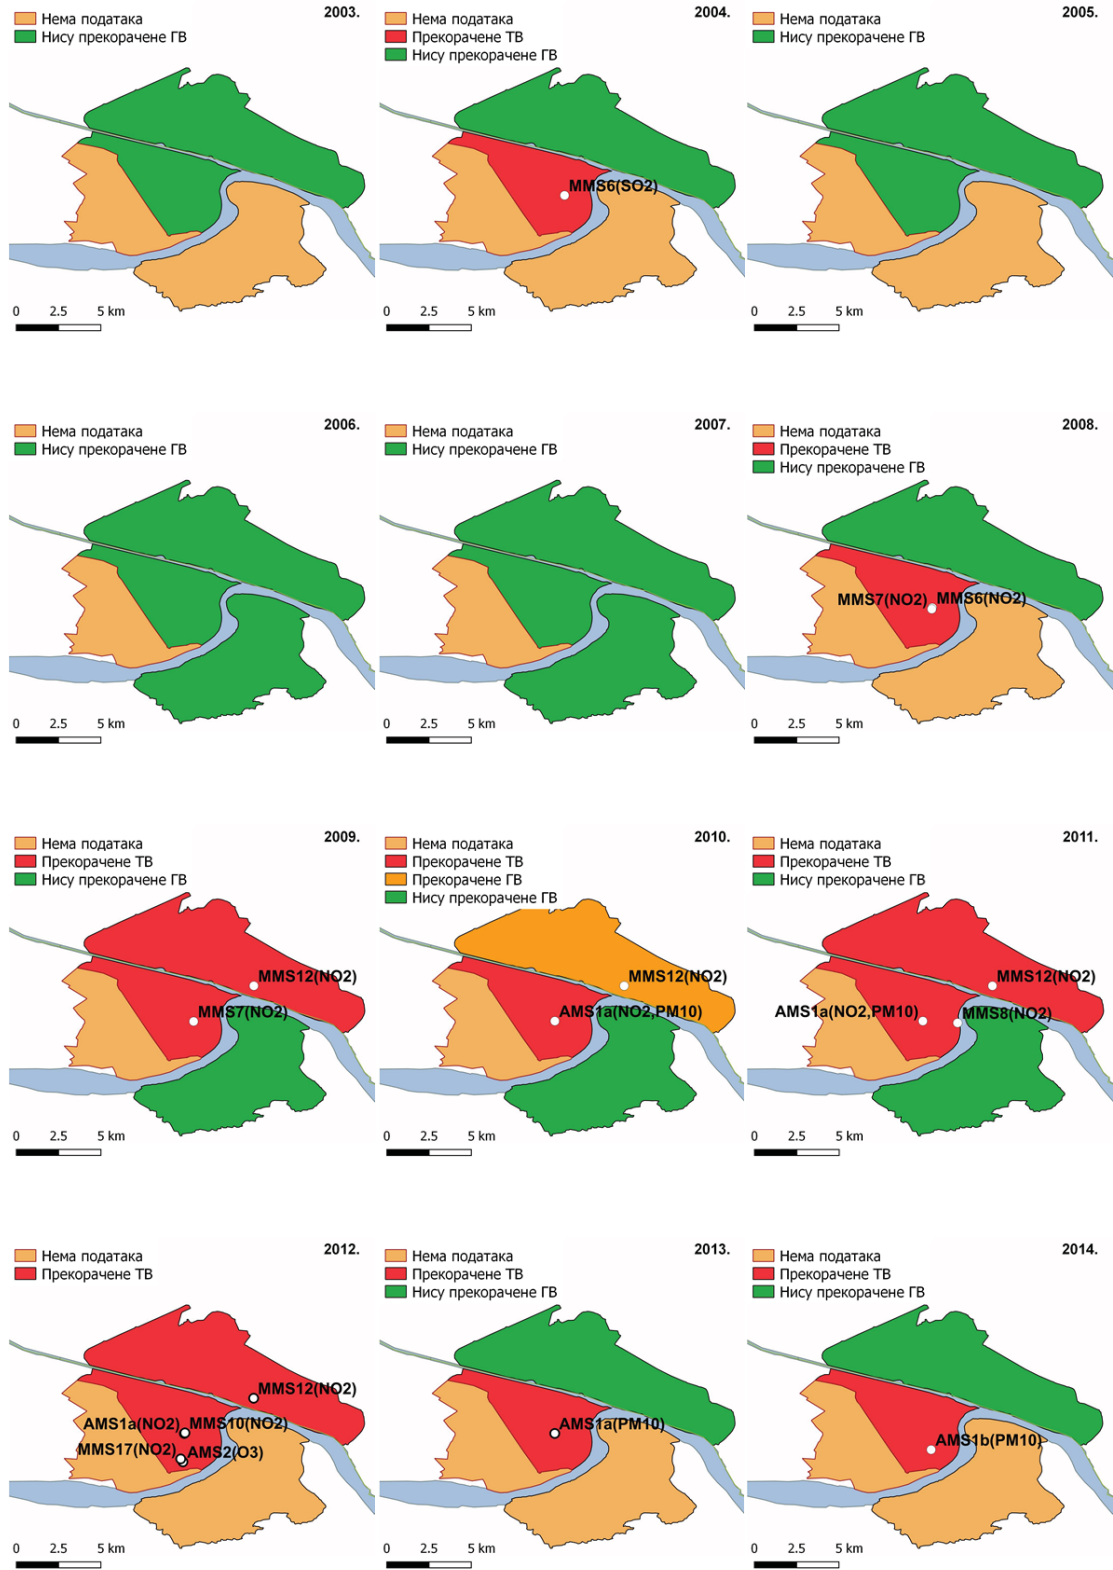 2003.
Нема података
Нису прекорачене ГВ
0 2.5 5 km
2004.
Нема података
Прекорачене ТВ
Нису прекорачене ГВ
MMS6(SO2)
0 2.5 5 km
2005.
Нема података
Нису прекорачене ГВ
0 2.5 5 km
2006.
Нема података
Нису прекорачене ГВ
0 2.5 5 km
2007.
Нема података
Нису прекорачене ГВ
0 2.5 5 km
2008.
Нема података
Прекорачене ТВ
Нису прекорачене ГВ
MMS7(NO2) MMS6(NO2)
0 2.5 5 km
2009.
Нема података
Прекорачене ТВ
Нису прекорачене ГВ
MMS12(NO2)
MMS7(NO2)
0 2.5 5 km
2010.
Нема података
Прекорачене ТВ
Прекорачене ГВ
Нису прекорачене ГВ
MMS12(NO2)
AMS1a(NO2,PM10)
0 2.5 5 km
2011.
Нема података
Прекорачене ТВ
Нису прекорачене ГВ
MMS12(NO2)
AMS1a(NO2,PM10) MMS8(NO2)
0 2.5 5 km
2012.
Нема података
Прекорачене ТВ
MMS12(NO2)
AMS1a(NO2) MMS10(NO2)
MMS17(NO2) AMS2(O3)
0 2.5 5 km
2013.
Нема података
Прекорачене ТВ
Нису прекорачене ГВ
AMS1a(PM10)
0 2.5 5 km
2014.
Нема података
Прекорачене ТВ
Нису прекорачене ГВ
AMS1b(PM10)
0 2.5 5 km